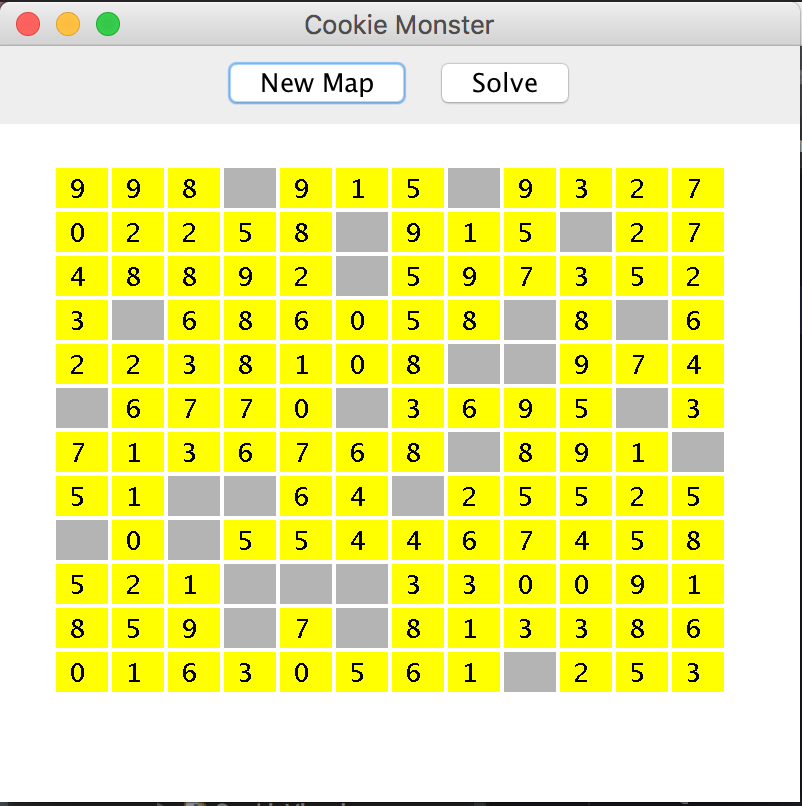 Cookie Monster
New Map Solve
9 9 8 9 1 5 9 3 2 7
0 2 2 5 8 9 1 5 2 7
4 8 8 9 2 5 9 7 3 5 2
3 6 8 6 0 5 8 8 6
2 2 3 8 1 0 8 9 7 4
6 7 7 0 3 6 9 5 3
7 1 3 6 7 6 8 8 9 1
5 1 6 4 2 5 5 2 5
0 5 5 4 4 6 7 4 5 8
5 2 1 3 3 0 0 9 1
8 5 9 7 8 1 3 3 8 6
0 1 6 3 0 5 6 1 2 5 3